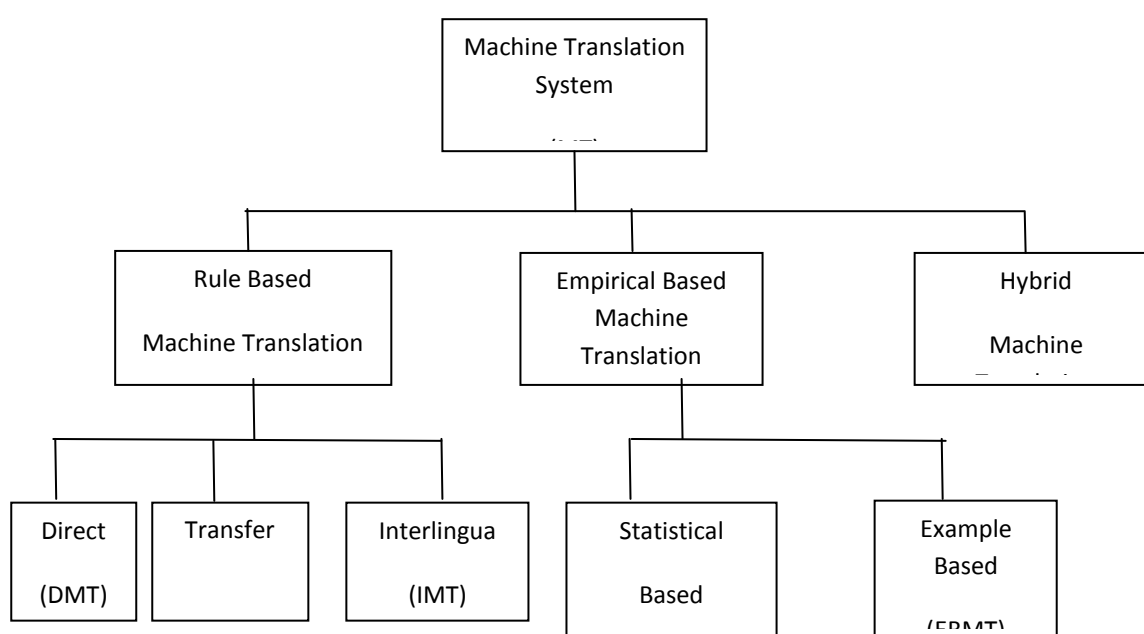 Machine Translation
System
Rule Based
Machine Translation
Empirical Based
Machine
Translation
Hybrid
Machine
Direct
(DMT)
Transfer
Interlingua
(IMT)
Statistical
Based
Example
Based